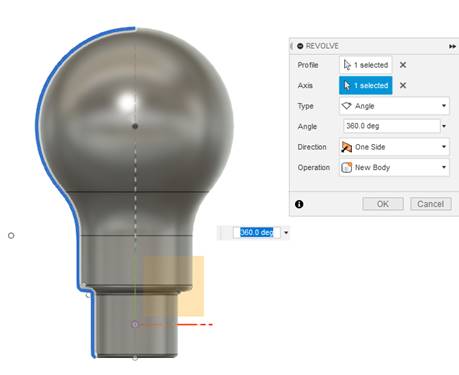 REVOLVE
Profile 1 selected
Axis 1 selected
Type Angle
Angle 360.0 deg
Direction One Side
Operation New Body
OK Cancel
360.0 deg